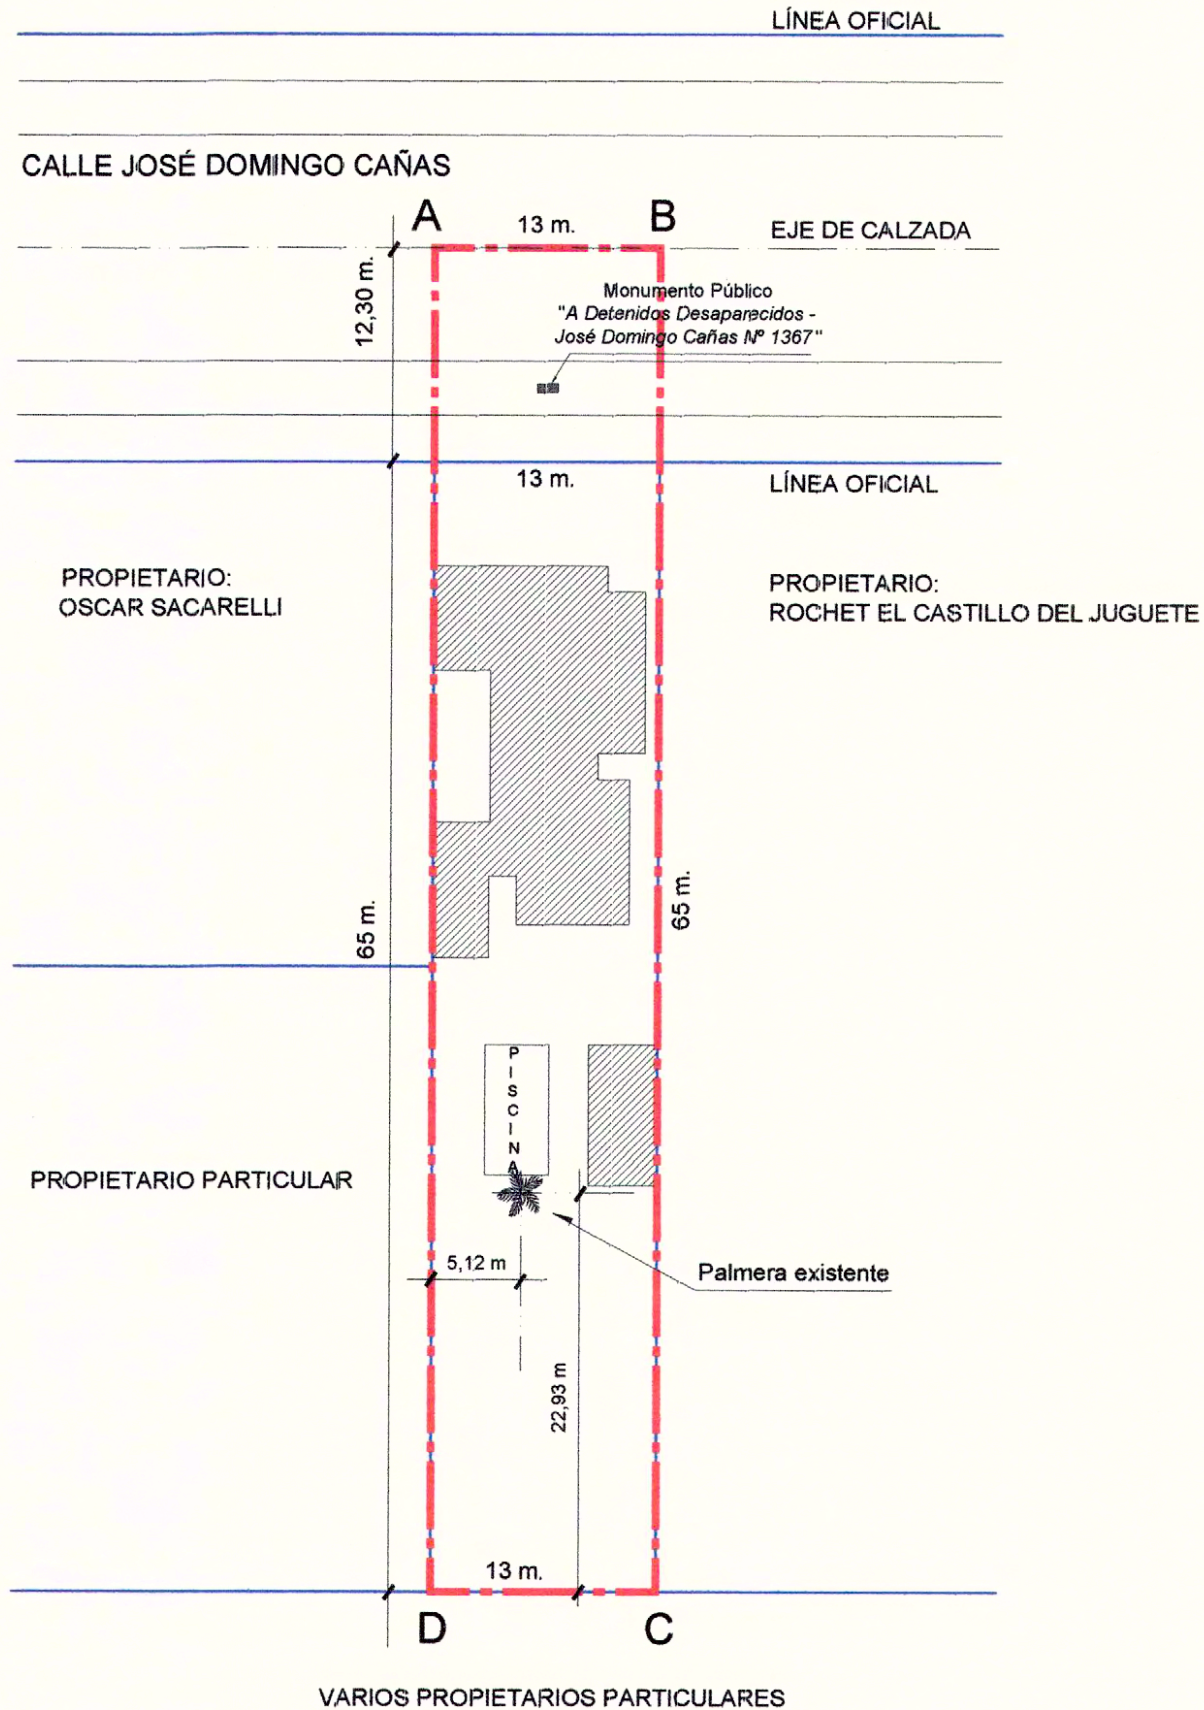 LÍNEA OFICIAL
CALLE JOSÉ DOMINGO CAÑAS
A
B
13 m.
EJE DE CALZADA
12,30 m.
Monumento Público
"A Detenidos Desaparecidos -
José Domingo Cañas Nº 1367"
13 m.
LÍNEA OFICIAL
PROPIETARIO:
OSCAR SACARELLI
PROPIETARIO:
ROCHET EL CASTILLO DEL JUGUETE
65 m.
65 m.
PISCINA
PROPIETARIO PARTICULAR
5,12 m
Palmera existente
22,93 m
13 m.
D
C
VARIOS PROPIETARIOS PARTICULARES